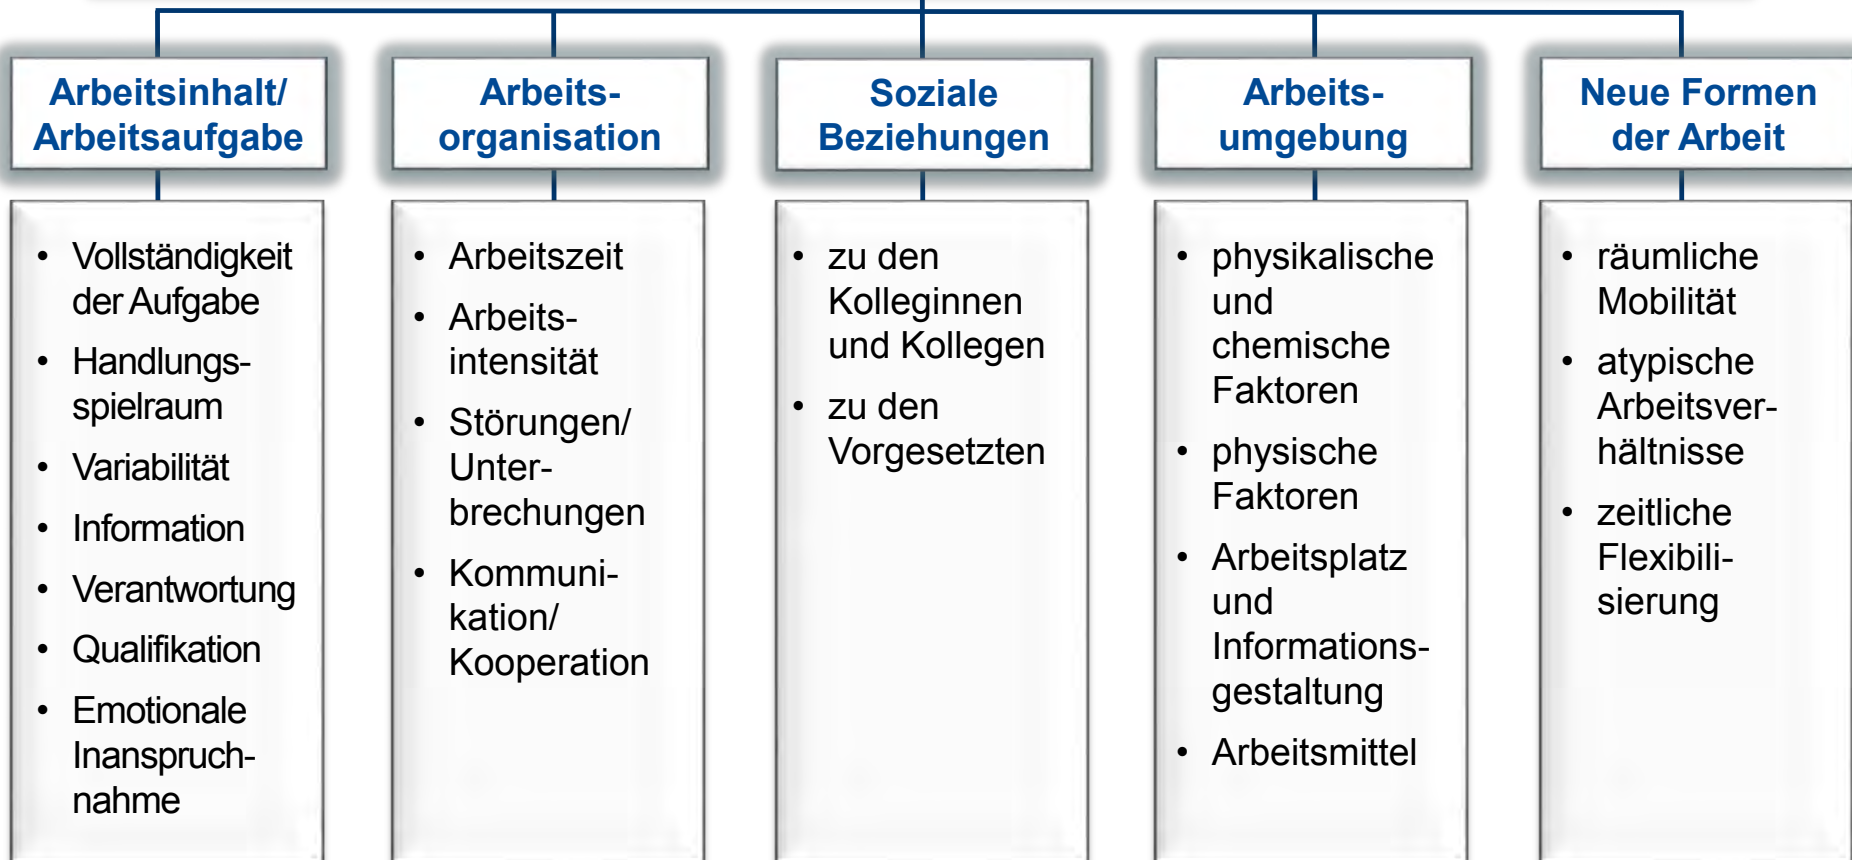 Arbeitsinhalt/
Arbeitsaufgabe
• Vollständigkeit
der Aufgabe
• Handlungs-
spielraum
• Variabilität
• Information
• Verantwortung
• Qualifikation
• Emotionale
Inanspruch-
nahme
Arbeits-
organisation
• Arbeitszeit
• Arbeits-
intensität
• Störungen/
Unter-
brechungen
• Kommuni-
kation/
Kooperation
Soziale
Beziehungen
• zu den
Kolleginnen
und Kollegen
• zu den
Vorgesetzten
Arbeits-
umgebung
• physikalische
und
chemische
Faktoren
• physische
Faktoren
• Arbeitsplatz
und
Informations-
gestaltung
• Arbeitsmittel
Neue Formen
der Arbeit
• räumliche
Mobilität
• atypische
Arbeitsver-
hältnisse
• zeitliche
Flexibili-
sierung